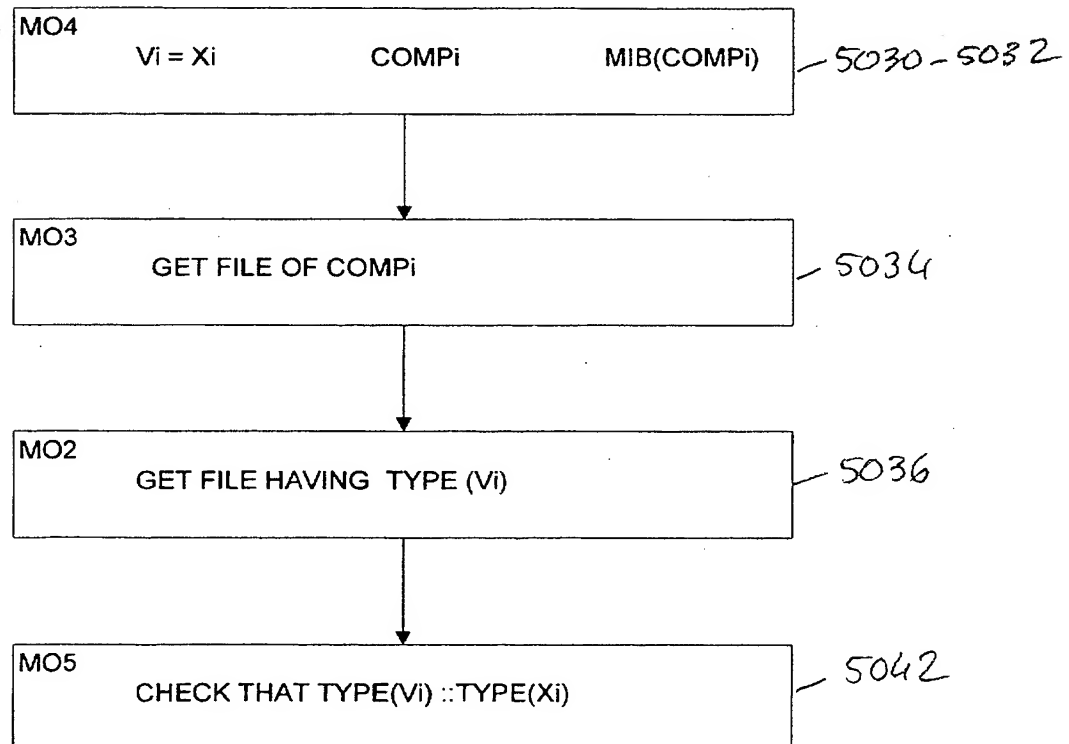 MO4
Vi = Xi COMPi MIB(COMPi) 5030-5032
MO3
GET FILE OF COMPi 5034
MO2
GET FILE HAVING TYPE (Vi) 5036
MO5
CHECK THAT TYPE(Vi) ::TYPE(Xi) 5042